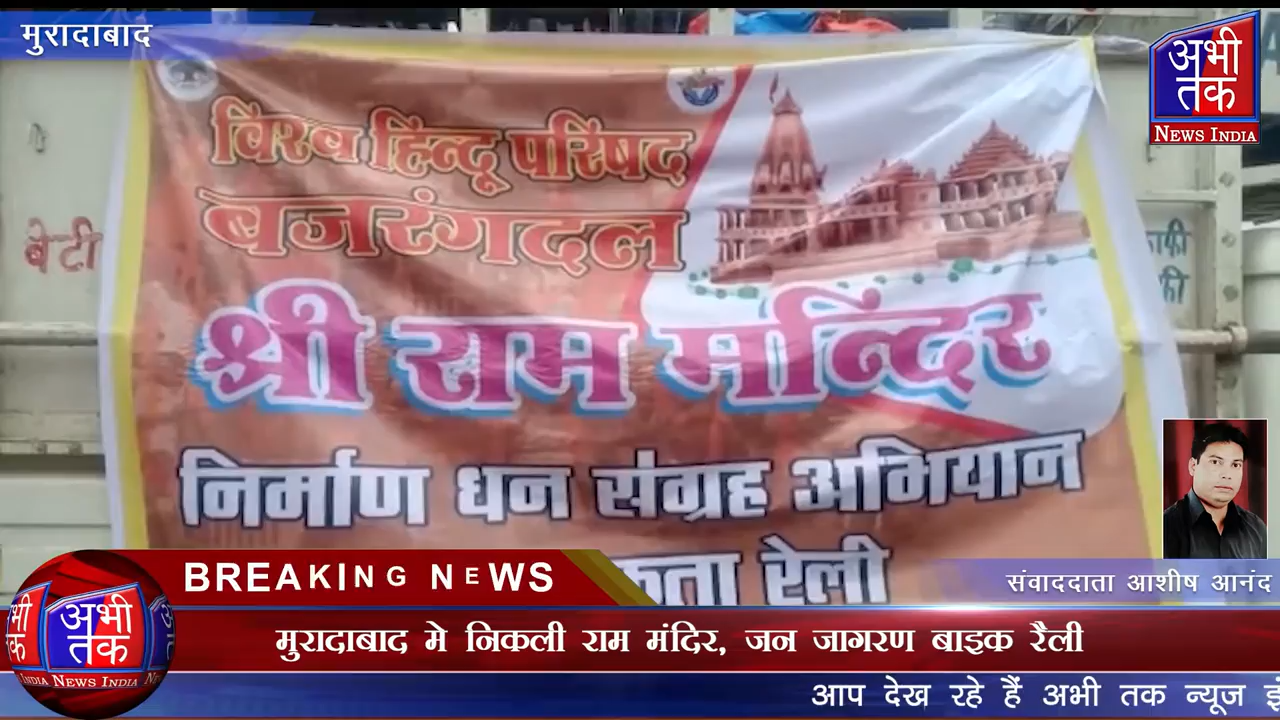 मुरादाबाद
अभी
तक
NEWS INDIA
विश्व हिन्दू परिषद
बजरंगदल
श्री राम मन्दिर
निर्माण धन संग्रह अभियान
रेली
बेटी
BREAKING NEWS
संवाददाता आशीष आनंद
अभी
तक
NEWS INDIA
मुरादाबाद मे निकली राम मंदिर, जन जागरण बाइक रैली
आप देख रहे हैं अभी तक न्यूज